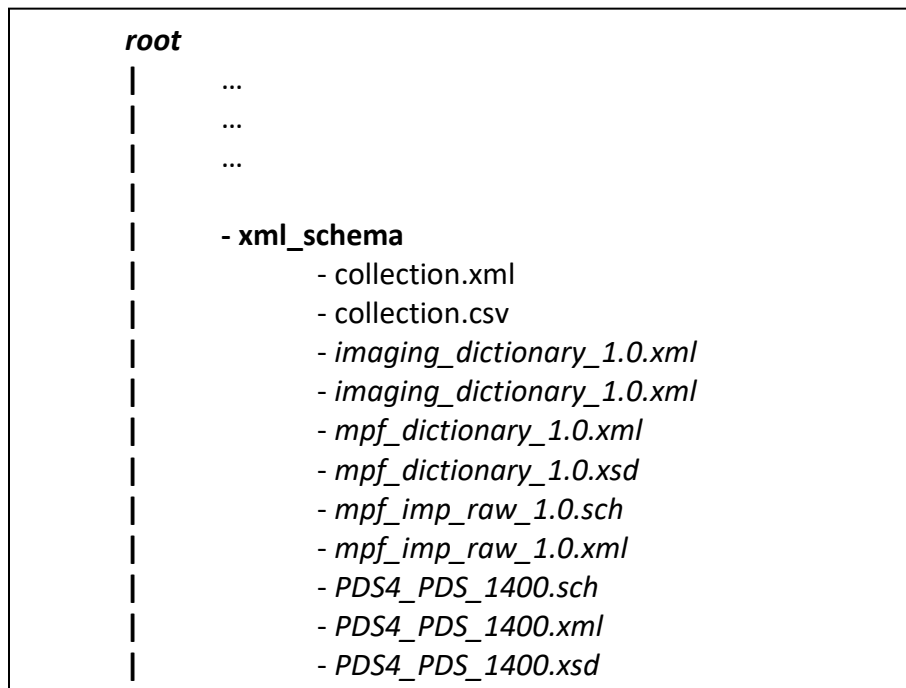 root
| ...
| ...
| ...
|
| - xml_schema
| - collection.xml
| - collection.csv
| - imaging_dictionary_1.0.xml
| - imaging_dictionary_1.0.xml
| - mpf_dictionary_1.0.xml
| - mpf_dictionary_1.0.xsd
| - mpf_imp_raw_1.0.sch
| - mpf_imp_raw_1.0.xml
| - PDS4_PDS_1400.sch
| - PDS4_PDS_1400.xml
| - PDS4_PDS_1400.xsd